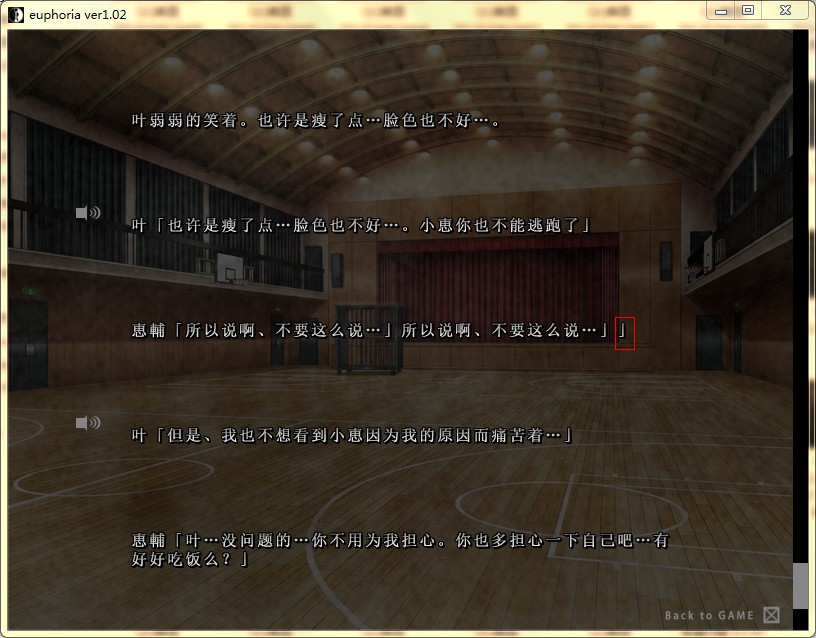 euphoria ver1.02
叶弱弱的笑着。也许是瘦了点…脸色也不好…。
叶「也许是瘦了点…脸色也不好…。小惠你也不能逃跑了」
惠輔「所以说啊、不要这么说…」所以说啊、不要这么说…」」
叶「但是、我也不想看到小惠因为我的原因而痛苦着…」
惠輔「叶…没问题的…你不用为我担心。你也多担心一下自己吧…有
好好吃饭么？」
Back to GAME